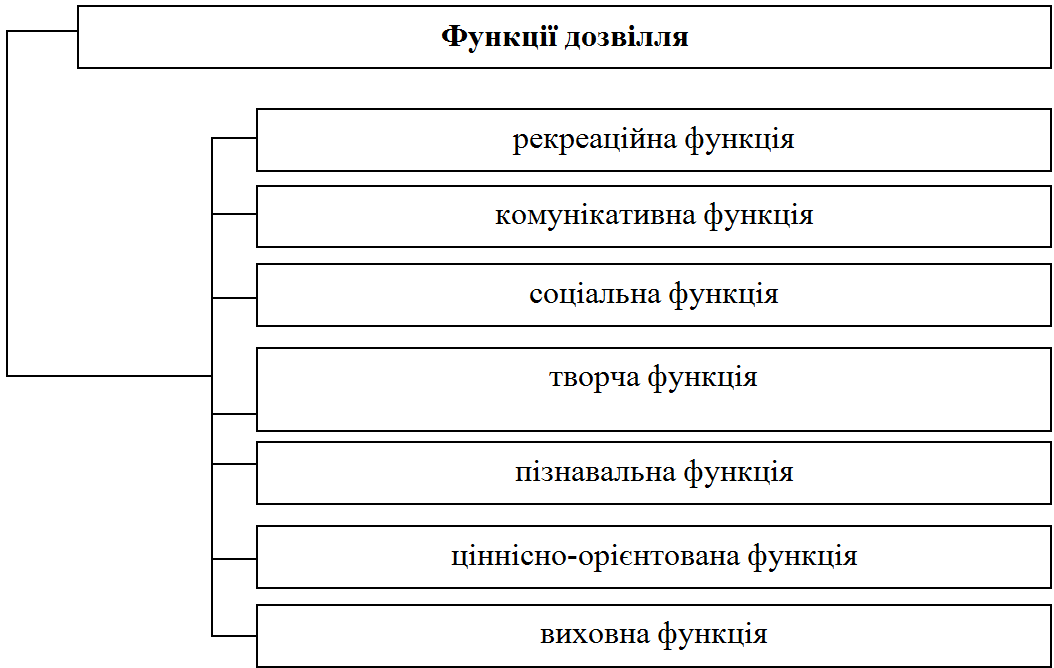 Функції дозвілля
рекреаційна функція
комунікативна функція
соціальна функція
творча функція
пізнавальна функція
ціннісно-орієнтована функція
виховна функція